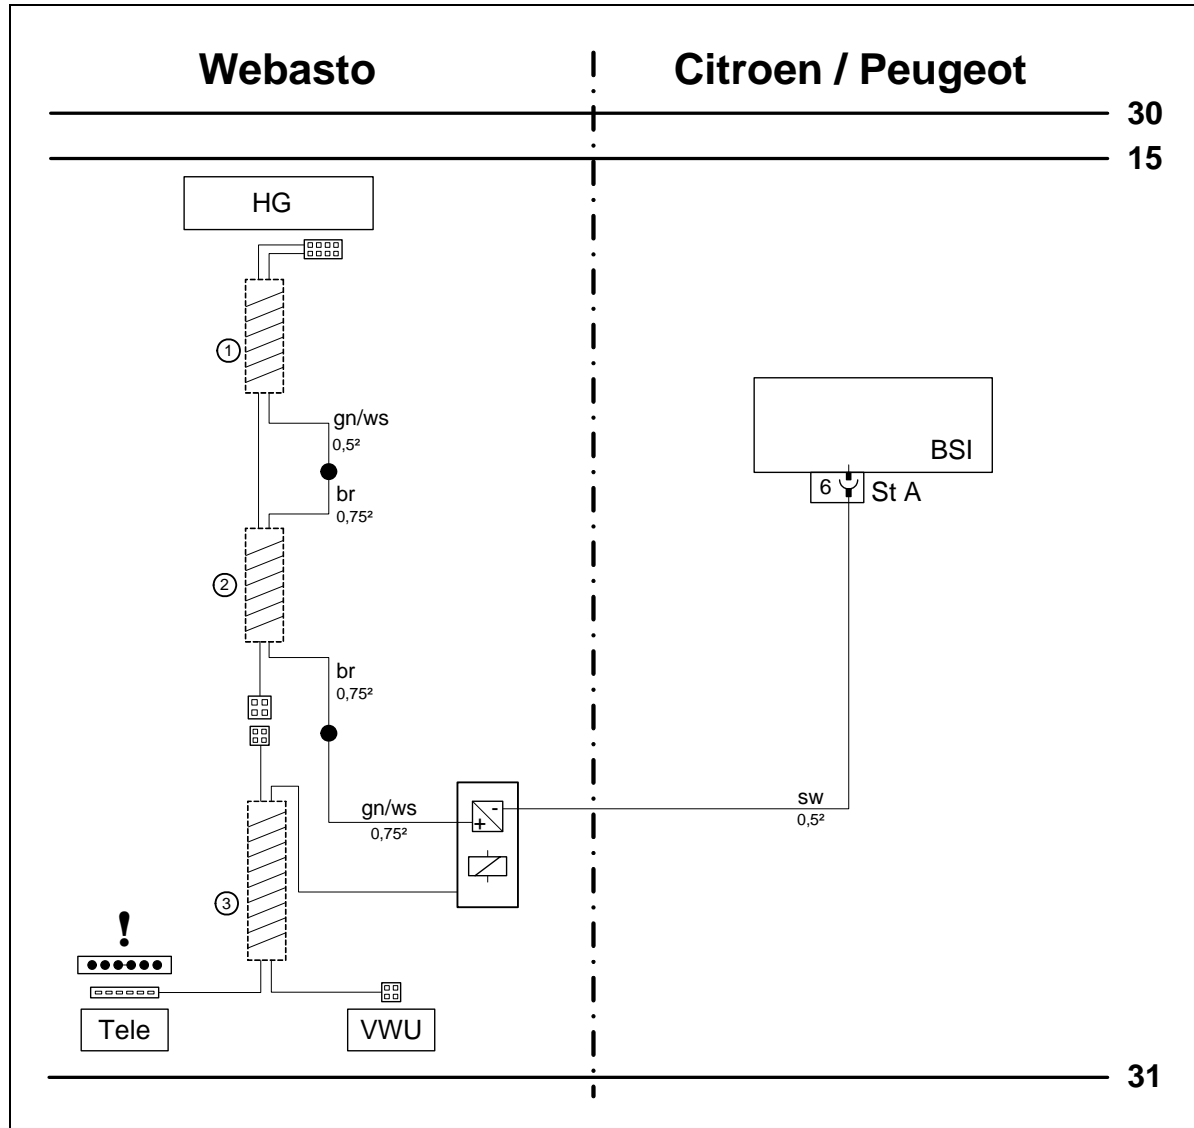 Webasto
Citroen / Peugeot
30
15
HG
1
gn/ws
0,5²
BSI
6
St A
br
0,75²
2
br
0,75²
gn/ws
0,75²
-
+
sw
0,5²
3
!
Tele
VWU
31